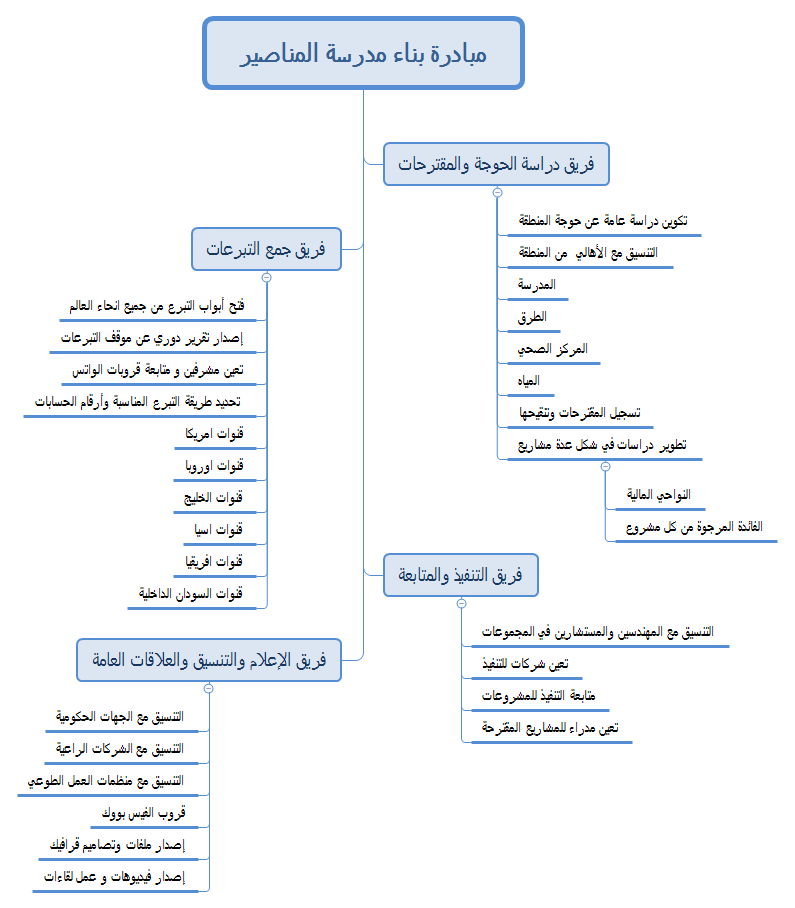 مبادرة بناء مدرسة المناصير
فريق دراسة الحوجة والمقترحات
تكوين دراسة عامة عن حوجة المنطقة
التنسيق مع الأهالي من المنطقة
المدرسة
الطرق
المركز الصحي
المياه
تسجيل المقترحات وتنقيحها
تطوير دراسات في شكل عدة مشاريع
النواحي المالية
الفائدة المرجوة من كل مشروع
فريق جمع التبرعات
فتح أبواب التبرع من جميع انحاء العالم
إصدار تقرير دوري عن موقف التبرعات
تعين مشرفين و متابعة قروبات الواتس
تحديد طريقة التبرع المناسبة وأرقام الحسابات
قنوات امريكا
قنوات اوروبا
قنوات الخليج
قنوات اسيا
قنوات افريقيا
قنوات السودان الداخلية
فريق التنفيذ والمتابعة
التنسيق مع المهندسين والمستشارين في المجموعات
تعين شركات للتنفيذ
متابعة التنفيذ للمشروعات
تعين مدراء للمشاريع المقترحة
فريق الإعلام والتنسيق والعلاقات العامة
التنسيق مع الجهات الحكومية
التنسيق مع الشركات الراعية
التنسيق مع منظمات العمل الطوعي
قروب الفيس بووك
إصدار ملفات وتصاميم قرافيك
إصدار فيديوهات و عمل لقاءات